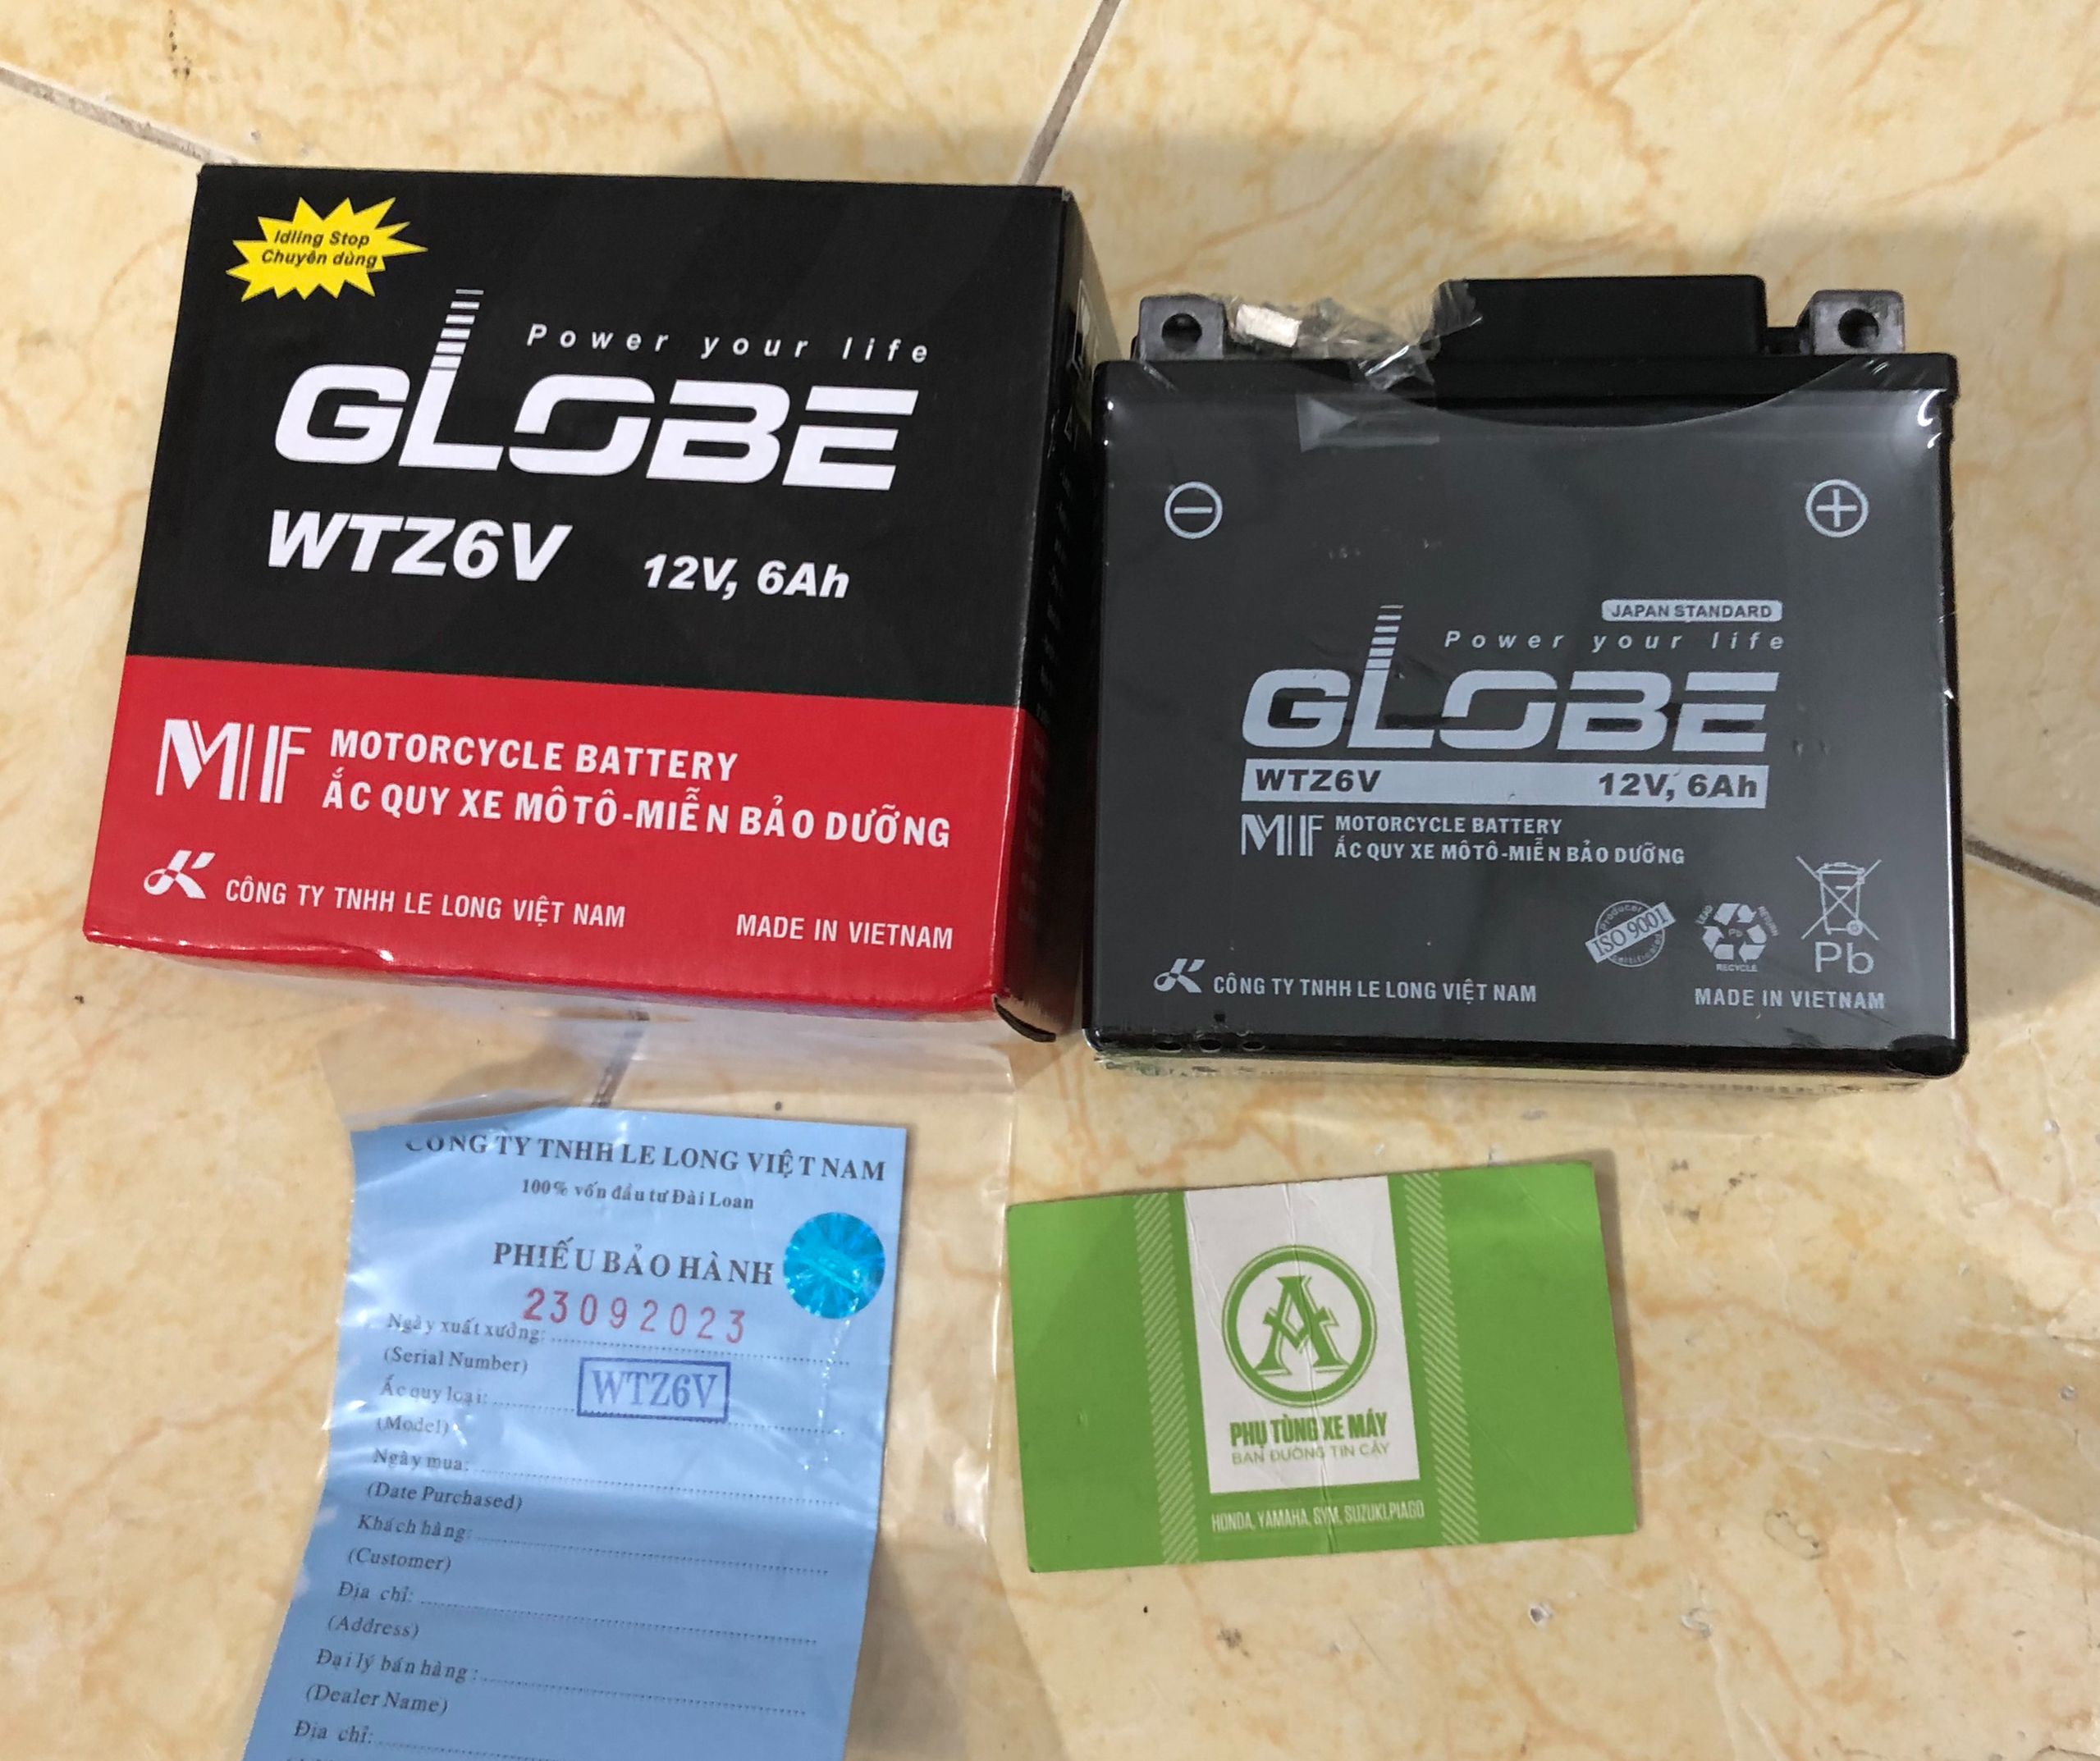 Idling Stop
Chuyên dùng
Power your life
GLOBE
WTZ6V 12V, 6Ah
MF MOTORCYCLE BATTERY
ẮC QUY XE MÔTÔ-MIỄN BẢO DƯỠNG
CÔNG TY TNHH LE LONG VIỆT NAM MADE IN VIETNAM
JAPAN STANDARD
Power your life
GLOBE
WTZ6V 12V, 6Ah
MF MOTORCYCLE BATTERY
ẮC QUY XE MÔTÔ-MIỄN BẢO DƯỠNG
Producer
ISO 9001
Certificated
LEAD
RETURN
Pb
RECYCLE
Pb
CÔNG TY TNHH LE LONG VIỆT NAM MADE IN VIETNAM
CÔNG TY TNHH LE LONG VIỆT NAM
100% vốn đầu tư Đài Loan
PHIẾU BẢO HÀNH
23092023
Ngày xuất xưởng:
(Serial Number)
Ắc quy loại: WTZ6V
(Model)
Ngày mua:
(Date Purchased)
Khách hàng:
(Customer)
Địa chỉ:
(Address)
Đại lý bán hàng:
(Dealer Name)
Địa chỉ:
A
PHỤ TÙNG XE MÁY
BẠN ĐƯỜNG TIN CẬY
HONDA, YAMAHA, SYM, SUZUKI,PIAGO